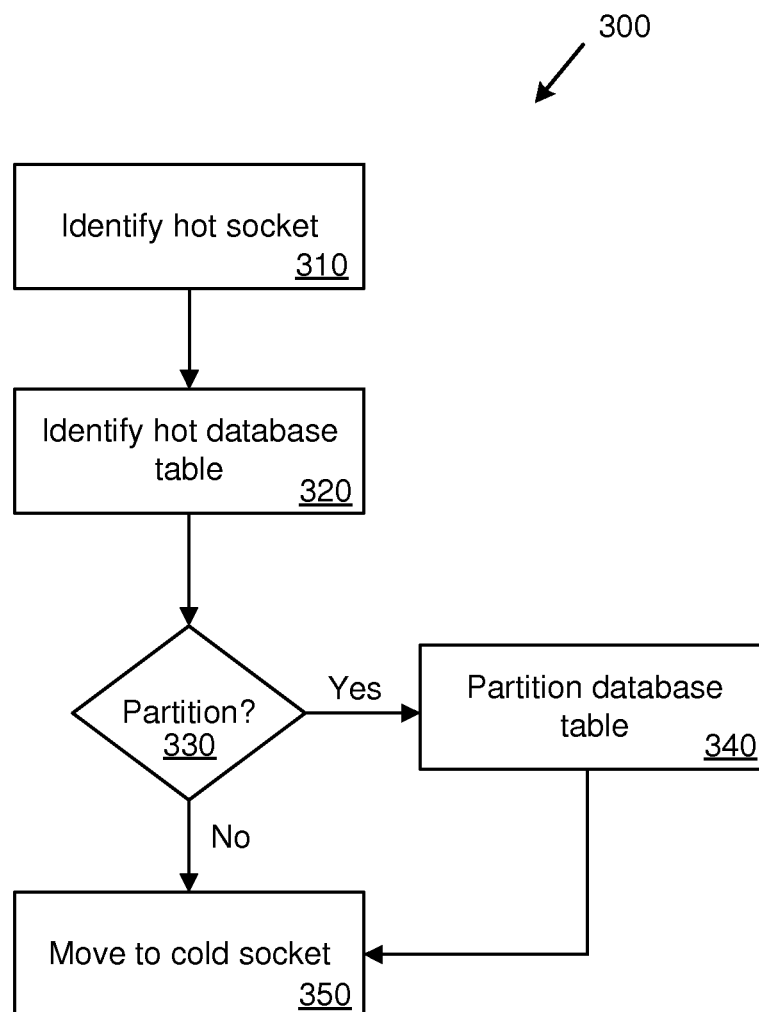 300
Identify hot socket
310
Identify hot database
table
320
Partition?
330
Yes
Partition database
table
340
No
Move to cold socket
350